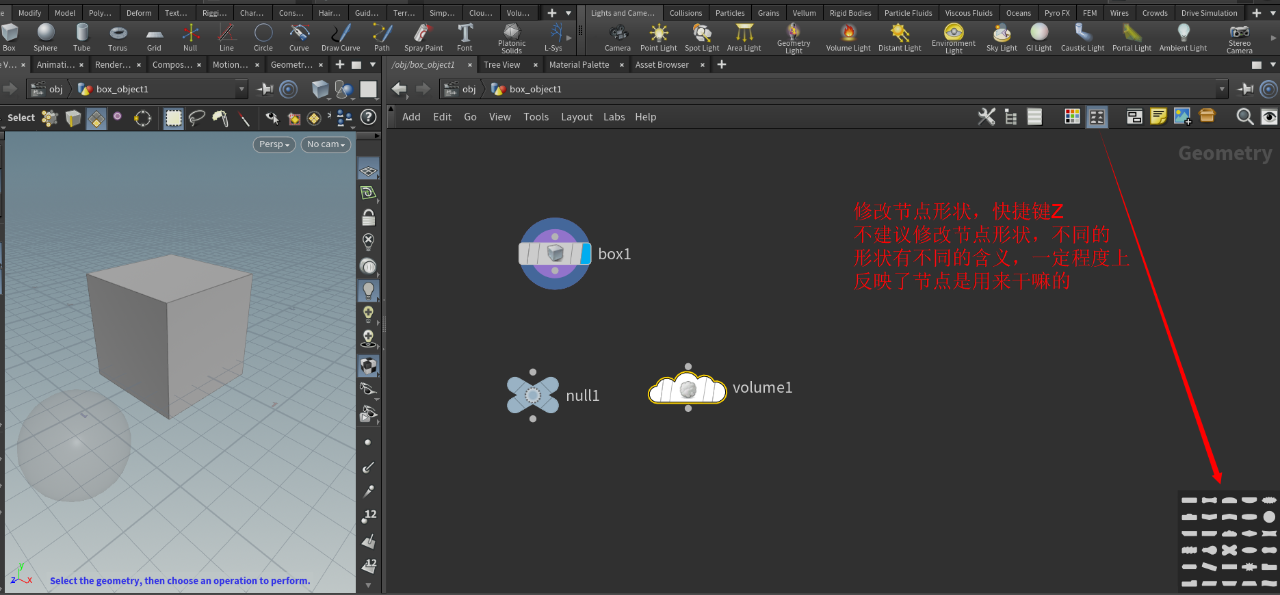 Modify Model Poly... Deform Text... Riggi... Char... Cons... Hair... Guid... Terr... Simp... Clou... Volu...
Lights and Came... Collisions Particles Grains Vellum Rigid Bodies Particle Fluids Viscous Fluids Oceans Pyro FX FEM Wires Crowds Drive Simulation
Box Sphere Tube Torus Grid Null Line Circle Curve Draw Curve Path Spray Paint Font Platonic Solids L-Sys
Camera Point Light Spot Light Area Light Geometry Light Volume Light Distant Light Environment Light Sky Light GI Light Caustic Light Portal Light Ambient Light Stereo Camera
Animati... Render... Compos... Motion... Geometr...
/obj/box_object1 Tree View Material Palette Asset Browser
obj box_object1
obj box_object1
Select
Add Edit Go View Tools Layout Labs Help
Persp No cam
Geometry
修改节点形状，快捷键Z
不建议修改节点形状，不同的
形状有不同的含义，一定程度上
反映了节点是用来干嘛的
box1
null1
volume1
12
12
Select the geometry, then choose an operation to perform.